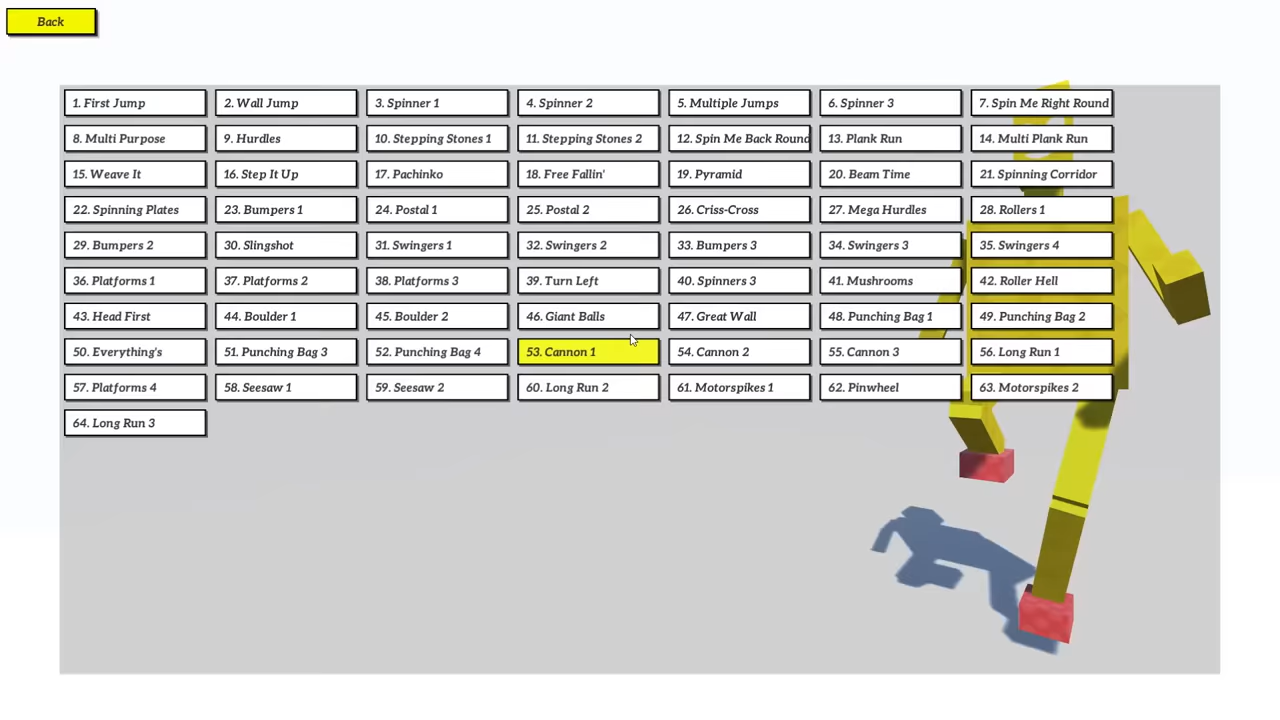 Back
1. First Jump
2. Wall Jump
3. Spinner 1
4. Spinner 2
5. Multiple Jumps
6. Spinner 3
7. Spin Me Right Round
8. Multi Purpose
9. Hurdles
10. Stepping Stones 1
11. Stepping Stones 2
12. Spin Me Back Round
13. Plank Run
14. Multi Plank Run
15. Weave It
16. Step It Up
17. Pachinko
18. Free Fallin'
19. Pyramid
20. Beam Time
21. Spinning Corridor
22. Spinning Plates
23. Bumpers 1
24. Postal 1
25. Postal 2
26. Criss-Cross
27. Mega Hurdles
28. Rollers 1
29. Bumpers 2
30. Slingshot
31. Swingers 1
32. Swingers 2
33. Bumpers 3
34. Swingers 3
35. Swingers 4
36. Platforms 1
37. Platforms 2
38. Platforms 3
39. Turn Left
40. Spinners 3
41. Mushrooms
42. Roller Hell
43. Head First
44. Boulder 1
45. Boulder 2
46. Giant Balls
47. Great Wall
48. Punching Bag 1
49. Punching Bag 2
50. Everything's
51. Punching Bag 3
52. Punching Bag 4
53. Cannon 1
54. Cannon 2
55. Cannon 3
56. Long Run 1
57. Platforms 4
58. Seesaw 1
59. Seesaw 2
60. Long Run 2
61. Motorspikes 1
62. Pinwheel
63. Motorspikes 2
64. Long Run 3